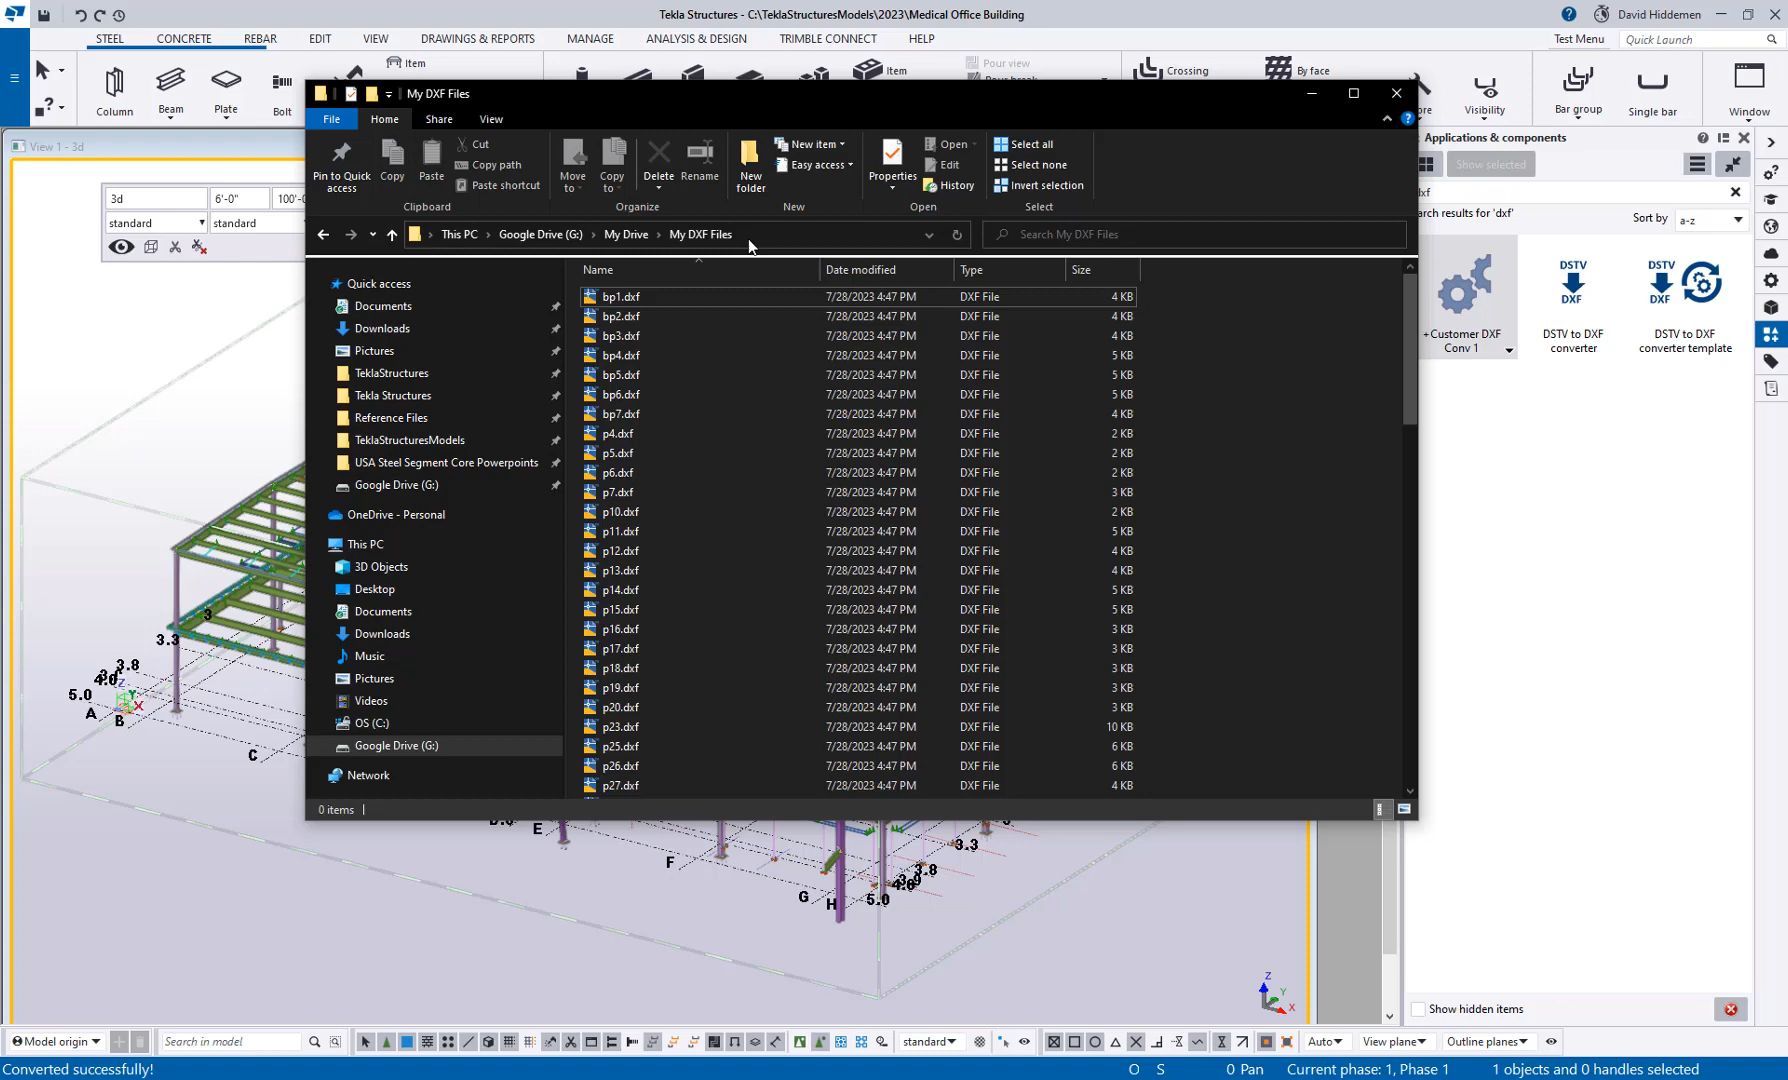 Tekla Structures - C:\TeklaStructuresModels\2023\Medical Office Building
David Hiddemen
STEEL CONCRETE REBAR EDIT VIEW DRAWINGS & REPORTS MANAGE ANALYSIS & DESIGN TRIMBLE CONNECT HELP
Test Menu Quick Launch
Column Beam Plate Bolt Item
Item Pour view
Crossing By face
Visibility Bar group Single bar Window
View 1 - 3d
3d 6'-0"
standard standard
My DXF Files
File Home Share View
Pin to Quick access
Copy
Paste
Cut
Copy path
Paste shortcut
Clipboard
Move to
Copy to
Delete
Rename
Organize
New folder
New item
Easy access
New
Properties
Open
Edit
History
Open
Select all
Select none
Invert selection
Select
This PC > Google Drive (G:) > My Drive > My DXF Files
Search My DXF Files
Quick access
Documents
Downloads
Pictures
TeklaStructures
Tekla Structures
Reference Files
TeklaStructuresModels
USA Steel Segment Core Powerpoints
Google Drive (G:)
OneDrive - Personal
This PC
3D Objects
Desktop
Documents
Downloads
Music
Pictures
Videos
OS (C:)
Google Drive (G:)
Network
Name Date modified Type Size
bp1.dxf 7/28/2023 4:47 PM DXF File 4 KB
bp2.dxf 7/28/2023 4:47 PM DXF File 4 KB
bp3.dxf 7/28/2023 4:47 PM DXF File 4 KB
bp4.dxf 7/28/2023 4:47 PM DXF File 5 KB
bp5.dxf 7/28/2023 4:47 PM DXF File 5 KB
bp6.dxf 7/28/2023 4:47 PM DXF File 5 KB
bp7.dxf 7/28/2023 4:47 PM DXF File 4 KB
p4.dxf 7/28/2023 4:47 PM DXF File 2 KB
p5.dxf 7/28/2023 4:47 PM DXF File 2 KB
p6.dxf 7/28/2023 4:47 PM DXF File 2 KB
p7.dxf 7/28/2023 4:47 PM DXF File 3 KB
p10.dxf 7/28/2023 4:47 PM DXF File 2 KB
p11.dxf 7/28/2023 4:47 PM DXF File 5 KB
p12.dxf 7/28/2023 4:47 PM DXF File 4 KB
p13.dxf 7/28/2023 4:47 PM DXF File 4 KB
p14.dxf 7/28/2023 4:47 PM DXF File 5 KB
p15.dxf 7/28/2023 4:47 PM DXF File 5 KB
p16.dxf 7/28/2023 4:47 PM DXF File 3 KB
p17.dxf 7/28/2023 4:47 PM DXF File 3 KB
p18.dxf 7/28/2023 4:47 PM DXF File 3 KB
p19.dxf 7/28/2023 4:47 PM DXF File 3 KB
p20.dxf 7/28/2023 4:47 PM DXF File 3 KB
p23.dxf 7/28/2023 4:47 PM DXF File 10 KB
p25.dxf 7/28/2023 4:47 PM DXF File 6 KB
p26.dxf 7/28/2023 4:47 PM DXF File 6 KB
p27.dxf 7/28/2023 4:47 PM DXF File 4 KB
0 items
Applications & components
Show selected
dxf
Search results for 'dxf'
Sort by a-z
+Customer DXF Conv 1
DSTV DXF
DSTV to DXF converter
DSTV DXF
DSTV to DXF converter template
Show hidden items
3
3.3
3.8
5.0
A B C E F G H
3.3
3.8
5.0
Z Y X
Z Y X
Model origin
Search in model
standard
Auto
View plane
Outline planes
Converted successfully!
O S 0 Pan Current phase: 1, Phase 1 1 objects and 0 handles selected